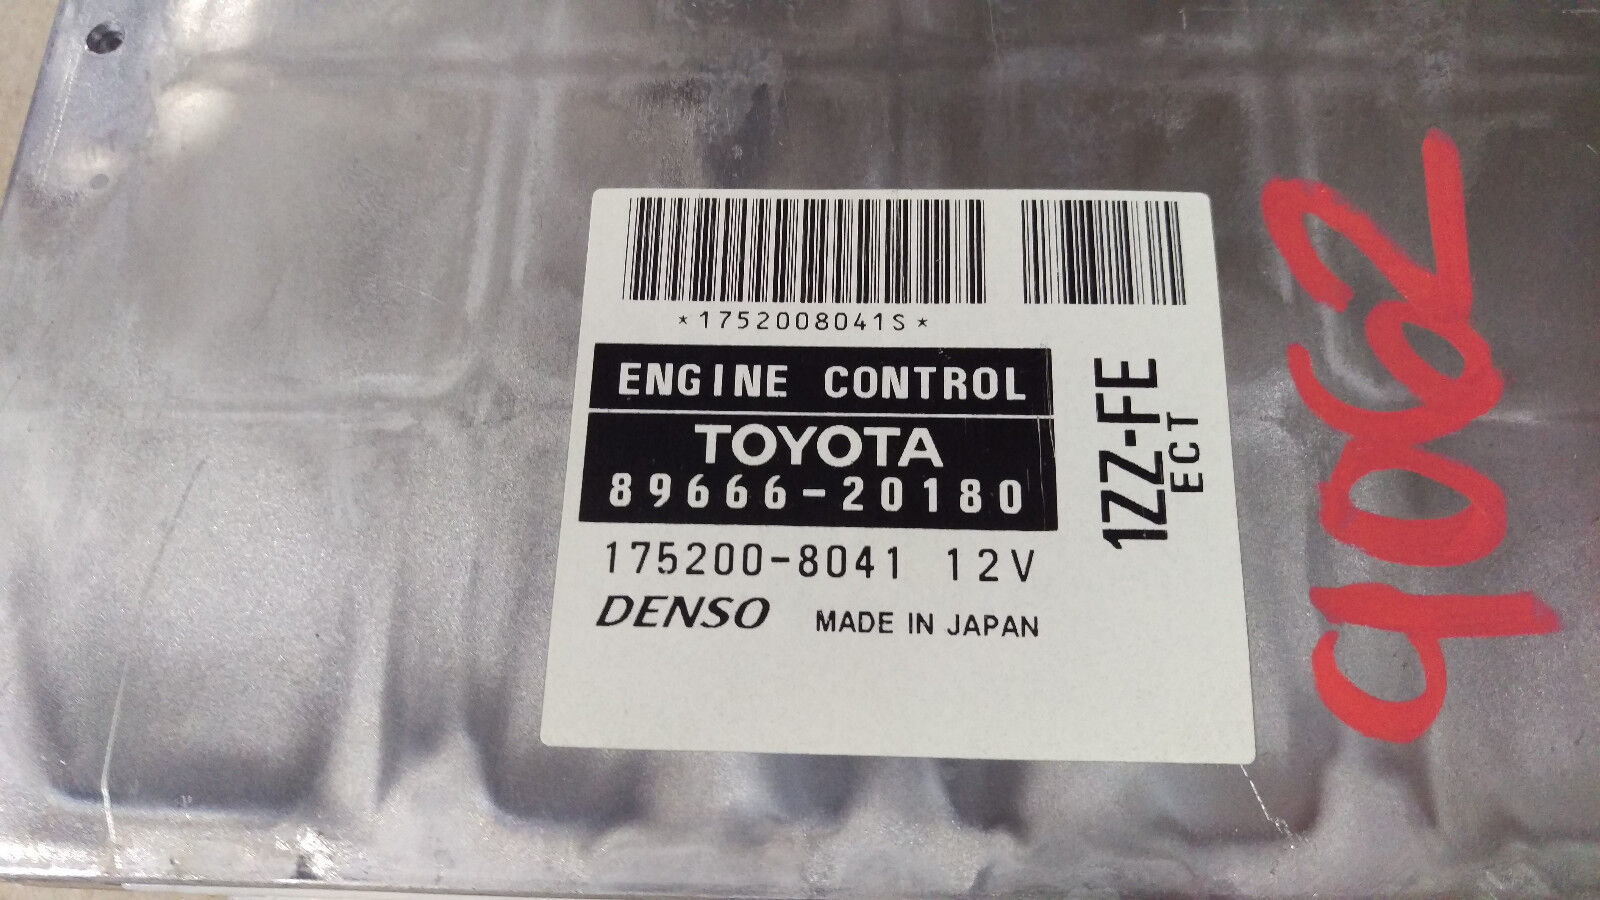 *1752008041S*
ENGINE CONTROL
TOYOTA
89666-20180
175200-8041 12V
DENSO MADE IN JAPAN
1ZZ-FE
ECT
9062